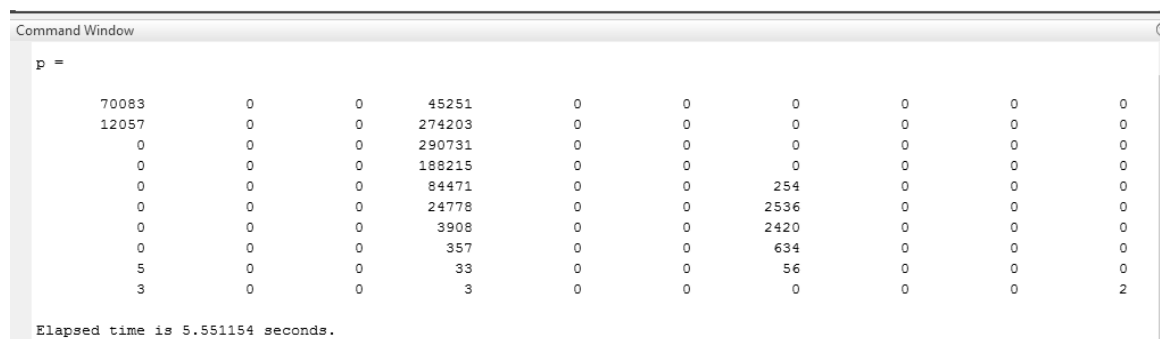 Command Window
p =
70083 0 0 45251 0 0 0 0 0 0
12057 0 0 274203 0 0 0 0 0 0
0 0 0 290731 0 0 0 0 0 0
0 0 0 188215 0 0 0 0 0 0
0 0 0 84471 0 0 254 0 0 0
0 0 0 24778 0 0 2536 0 0 0
0 0 0 3908 0 0 2420 0 0 0
0 0 0 357 0 0 634 0 0 0
5 0 0 33 0 0 56 0 0 0
3 0 0 3 0 0 0 0 0 2
Elapsed time is 5.551154 seconds.